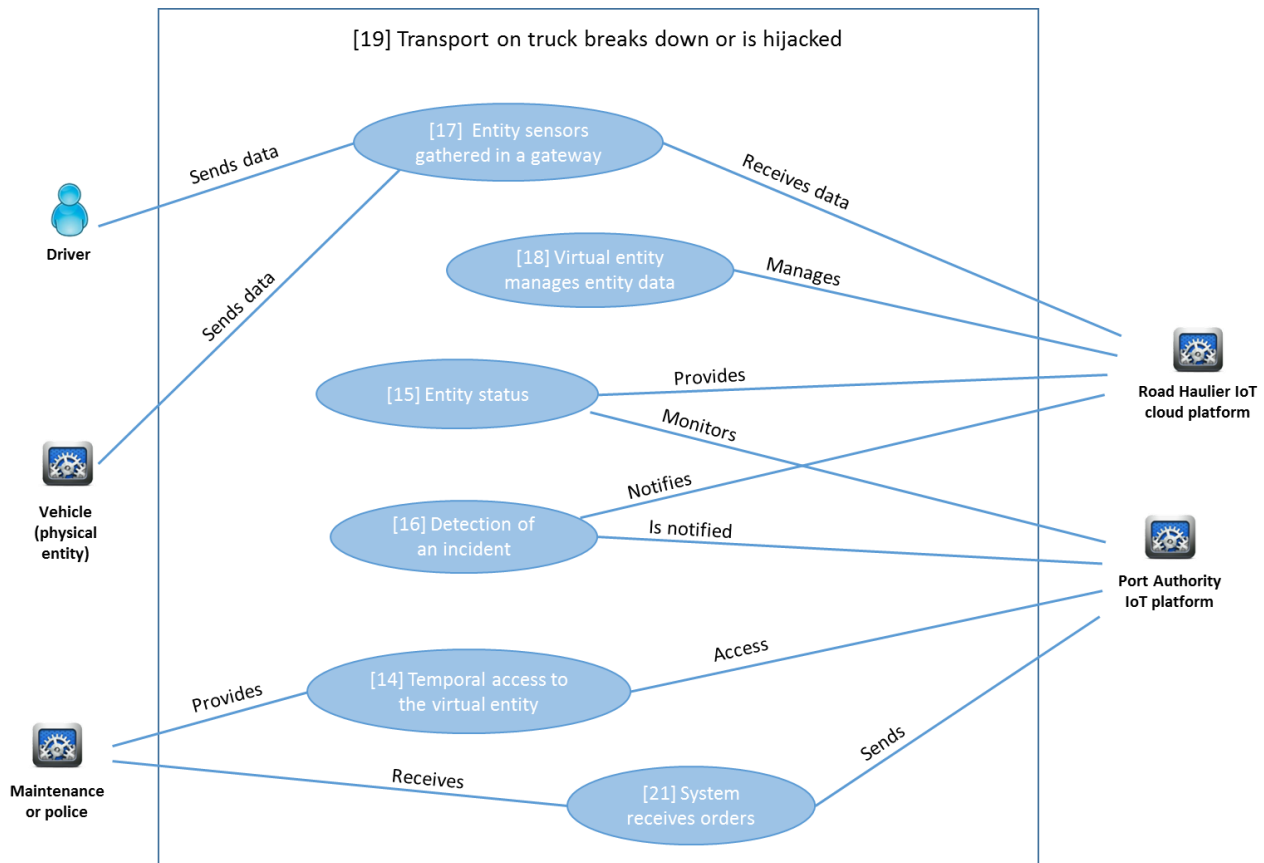 [19] Transport on truck breaks down or is hijacked
[17] Entity sensors
gathered in a gateway
Sends data
Receives data
Driver
[18] Virtual entity
manages entity data
Manages
Sends data
[15] Entity status
Provides
Road Haulier IoT
cloud platform
Monitors
Vehicle
(physical
entity)
Notifies
[16] Detection of
an incident
Is notified
Port Authority
IoT platform
[14] Temporal access to
the virtual entity
Provides
Access
Maintenance
or police
Receives
Sends
[21] System
receives orders